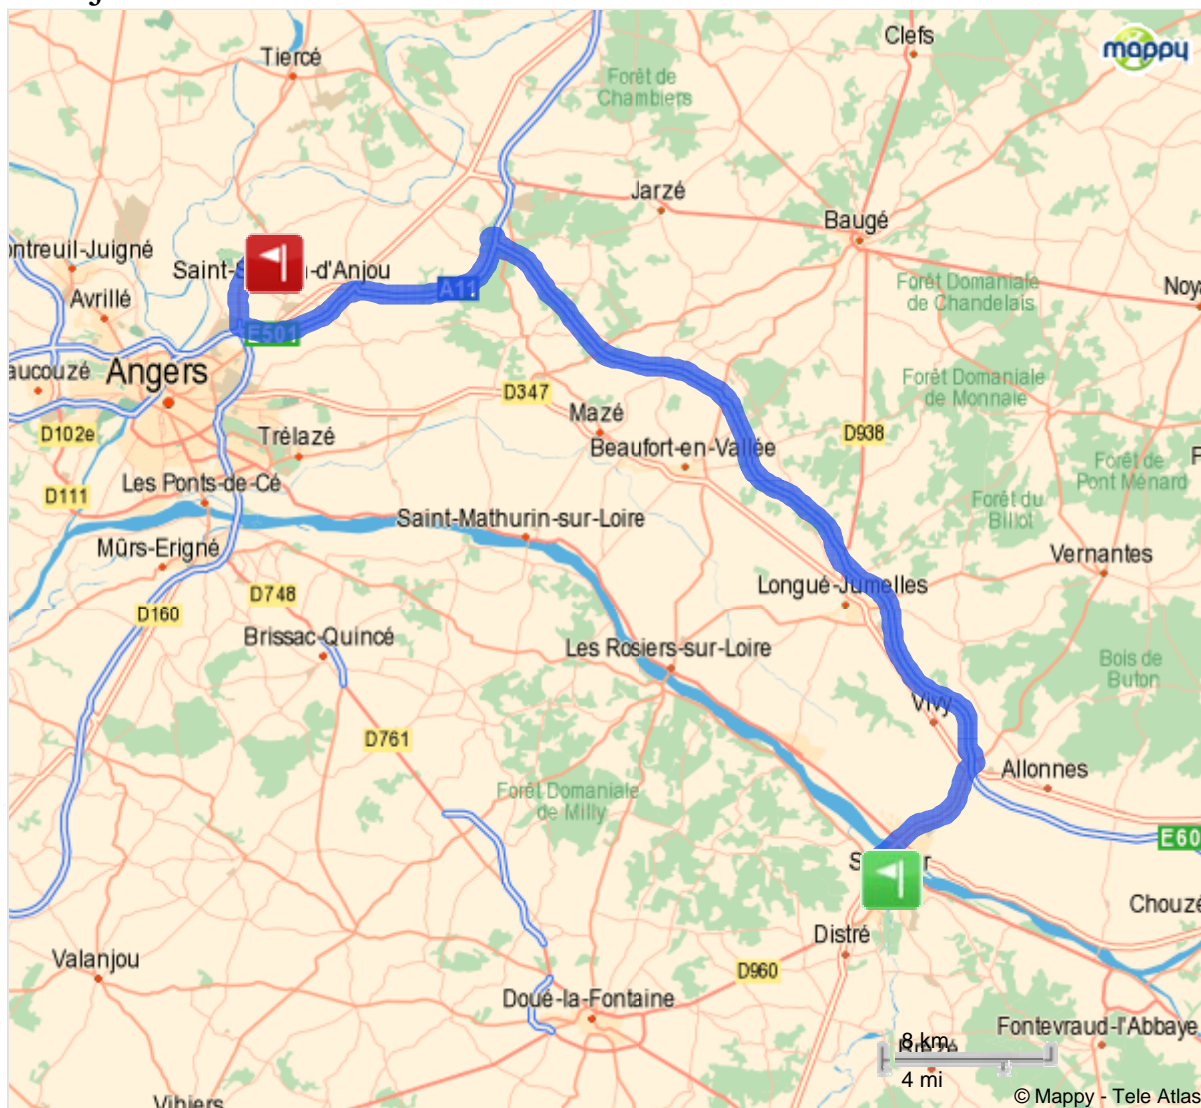 Clefs
mappy
Tiercé
Forêt de
Chambiers
Jarzé
Baugé
ontreuil-Juigné
Saint-S n-d'Anjou
Forêt Domaniale
de Chandelais
Noya
Avrillé
A11
E501
aucouzé
Angers
D347
Forêt Domaniale
de Monnaie
Mazé
D102e
Trélazé
D938
Beaufort-en-Vallée
Forêt de
Pont Ménard
D111
Les Ponts-de-Cé
Forêt du
Billot
Saint-Mathurin-sur-Loire
Mûrs-Erigné
Vernantes
D748
Longué-Jumelles
D160
Brissac-Quincé
Les Rosiers-sur-Loire
Bois de
Buton
Vivy
D761
Allonnes
Forêt Domaniale
de Milly
E60
S r
Chouzé
Distré
Valanjou
D960
Doué-la-Fontaine
Fontevraud-l'Abbaye
8 km
Brézé
4 mi
© Mappy - Tele Atlas
Vihiers